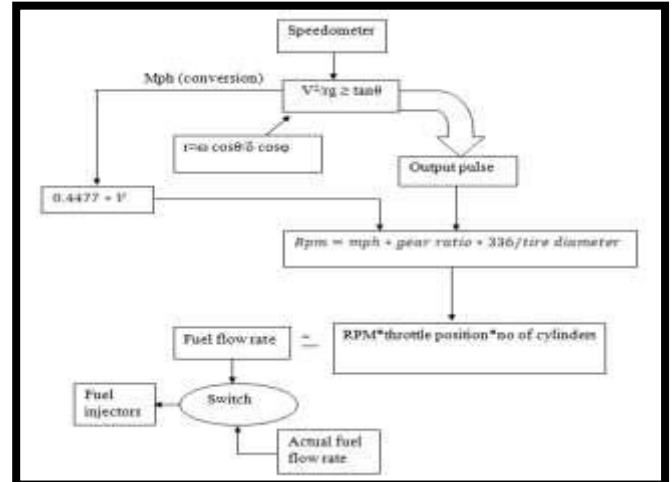 Speedometer
Mph (conversion)
V²/rg ≥ tanθ
r=ω cosθ/δ cosφ
Output pulse
0.4477 * V
Rpm = mph * gear ratio * 336/tire diameter
Fuel flow rate
=
RPM*throttle position*no of cylinders
Fuel
injectors
Switch
Actual fuel
flow rate